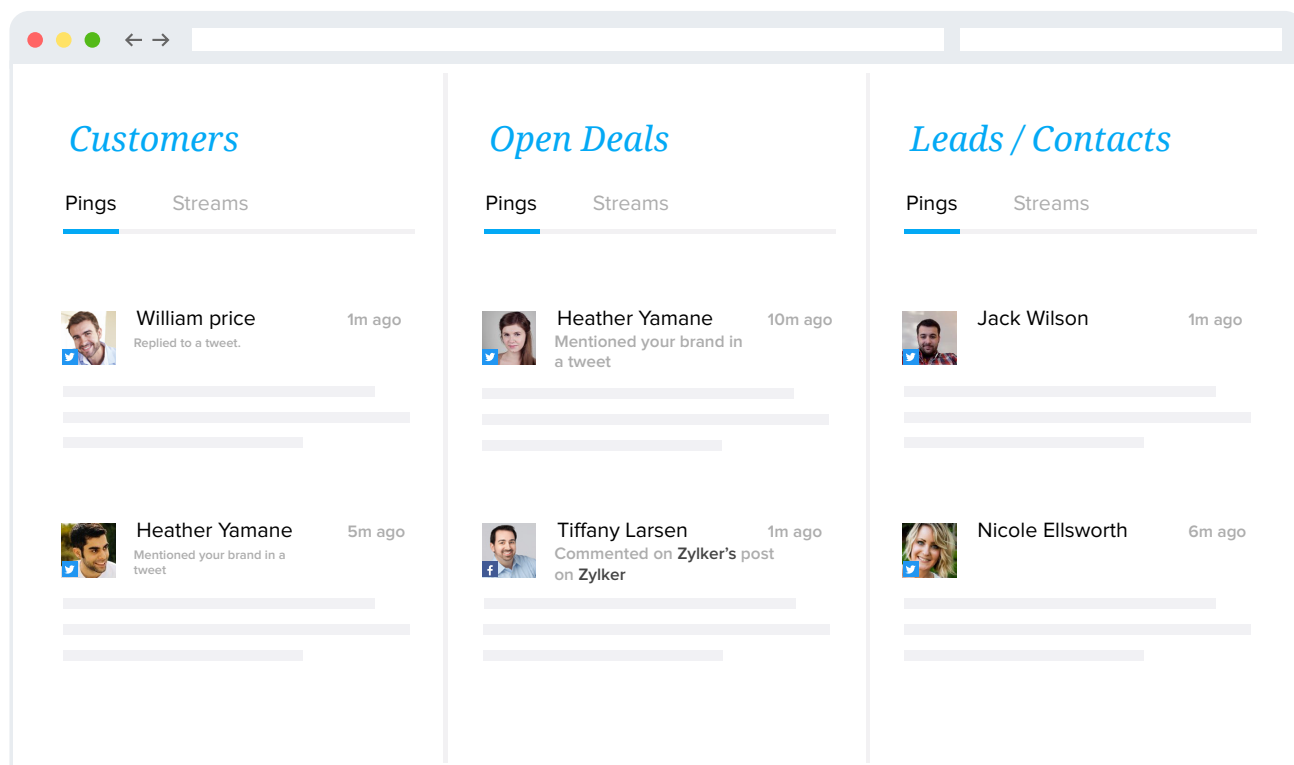 Customers
Pings Streams
William price 1m ago
Replied to a tweet.
Heather Yamane 5m ago
Mentioned your brand in a
tweet
Open Deals
Pings Streams
Heather Yamane 10m ago
Mentioned your brand in
a tweet
Tiffany Larsen 1m ago
Commented on Zylker's post
on Zylker
Leads / Contacts
Pings Streams
Jack Wilson 1m ago
Nicole Ellsworth 6m ago